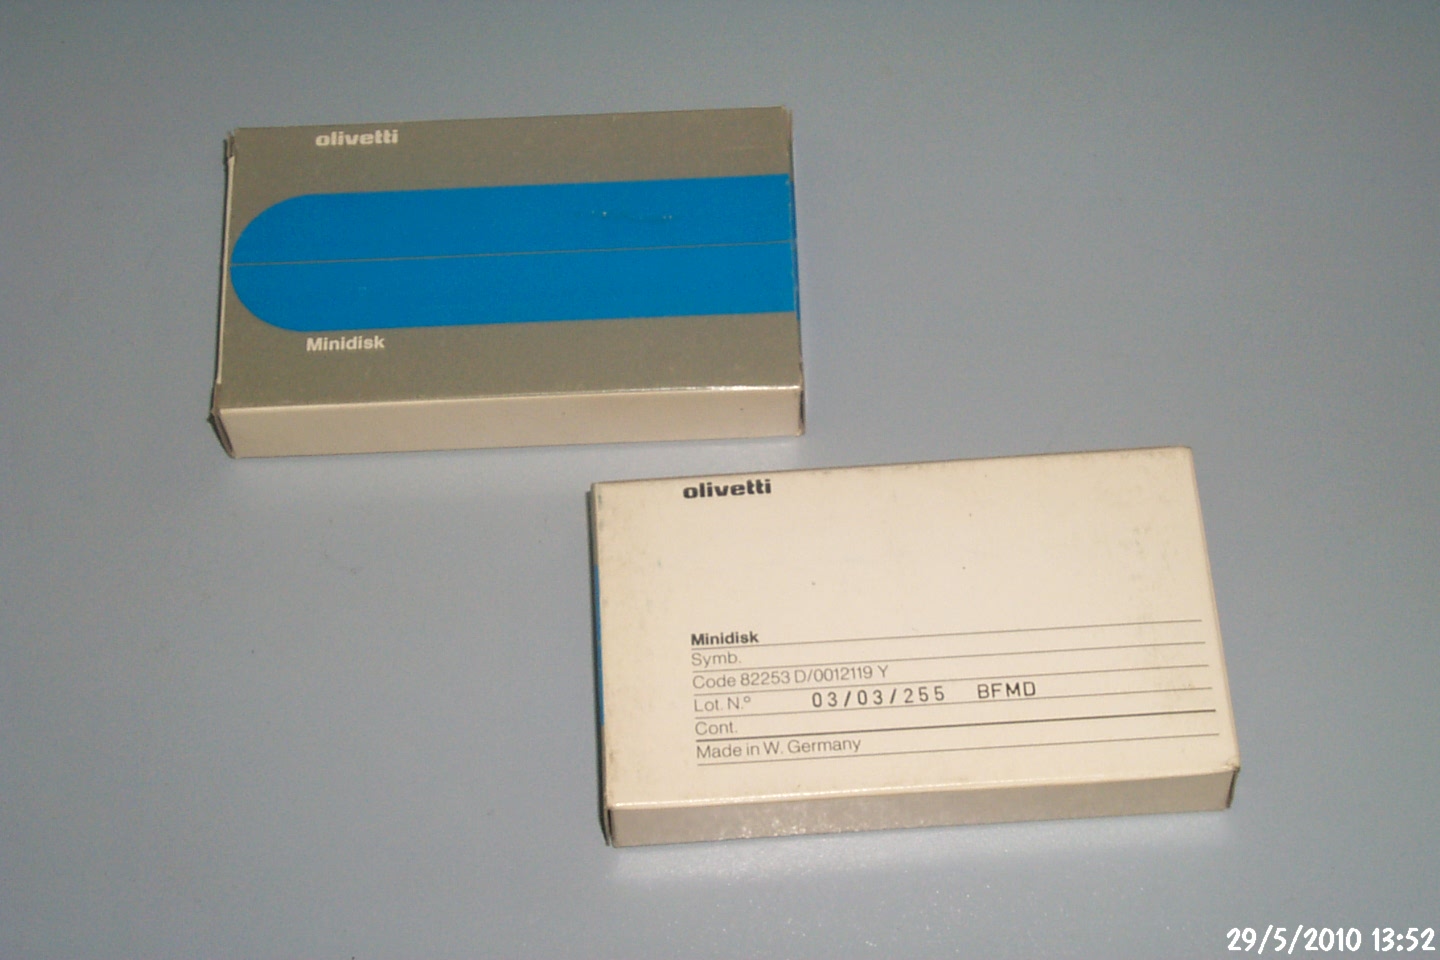 olivetti
Minidisk
olivetti
Minidisk
Symb.
Code 82253 D/0012119 Y
Lot. N.º 03/03/255 BFMD
Cont.
Made in W. Germany
29/5/2010 13:52